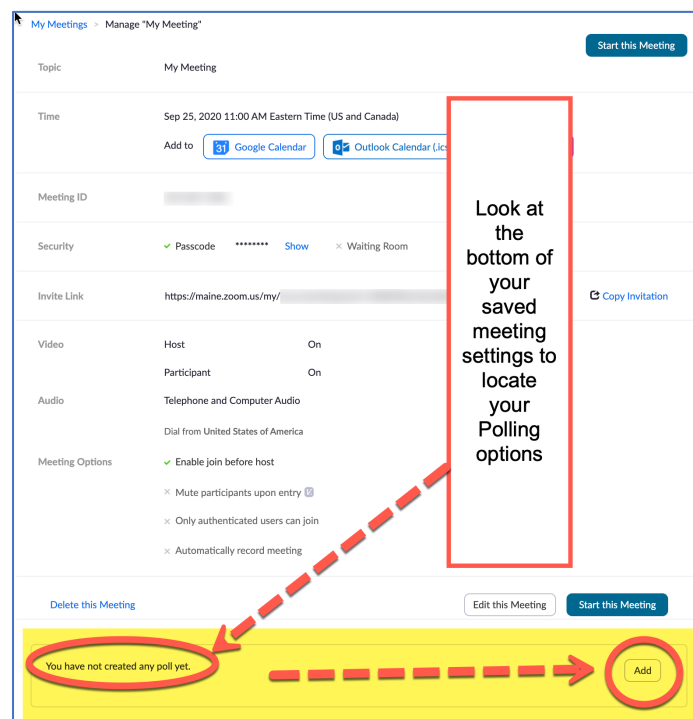 My Meetings > Manage "My Meeting"
Start this Meeting
Topic My Meeting
Time Sep 25, 2020 11:00 AM Eastern Time (US and Canada)
Add to 31 Google Calendar Outlook Calendar (.ics
Meeting ID
Security ✓ Passcode ******** Show × Waiting Room
Invite Link https://maine.zoom.us/my/ Copy Invitation
Video Host On
Participant On
Audio Telephone and Computer Audio
Dial from United States of America
Meeting Options ✓ Enable join before host
× Mute participants upon entry
× Only authenticated users can join
× Automatically record meeting
Look at
the
bottom of
your
saved
meeting
settings to
locate
your
Polling
options
Delete this Meeting Edit this Meeting Start this Meeting
You have not created any poll yet. Add